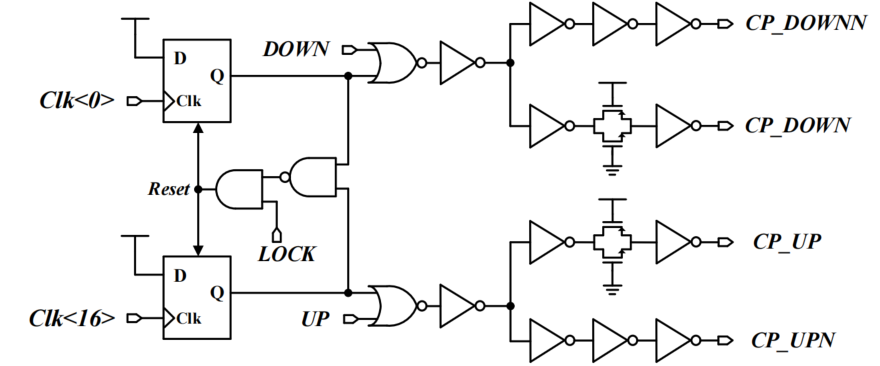 CP_DOWNN
DOWN
D
Q
Clk<0>
Clk
CP_DOWN
Reset
LOCK
CP_UP
D
Q
Clk<16>
Clk
UP
CP_UPN